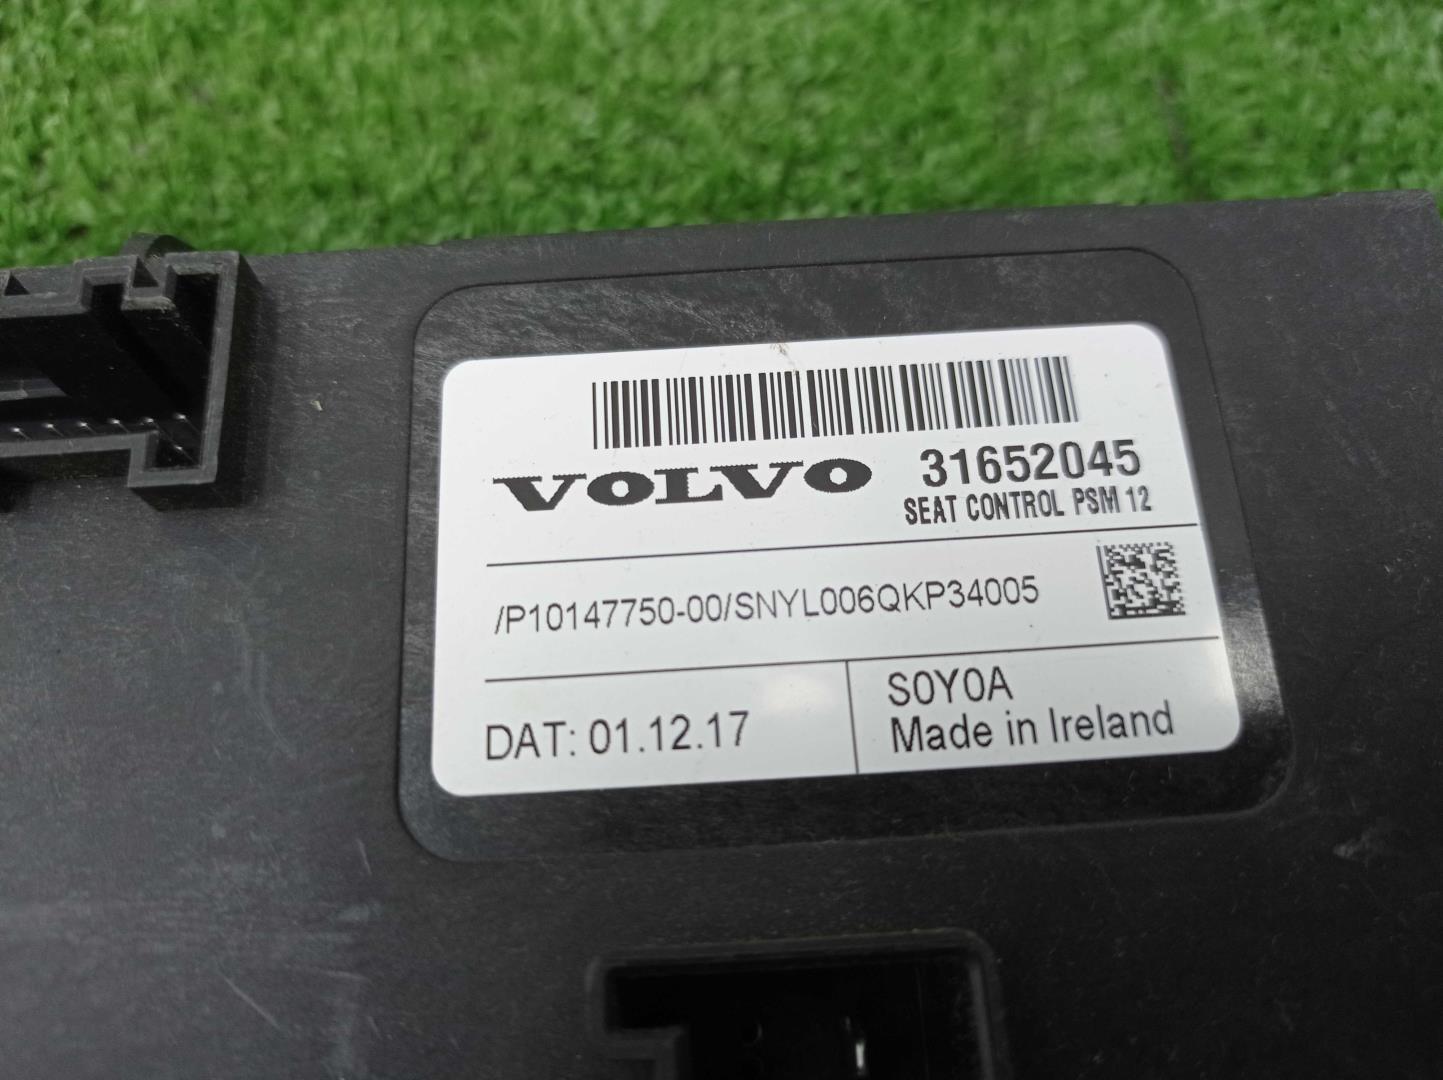 VOLVO 31652045
SEAT CONTROL PSM 12
/P10147750-00/SNYL006QKP34005
DAT: 01.12.17
S0Y0A
Made in Ireland